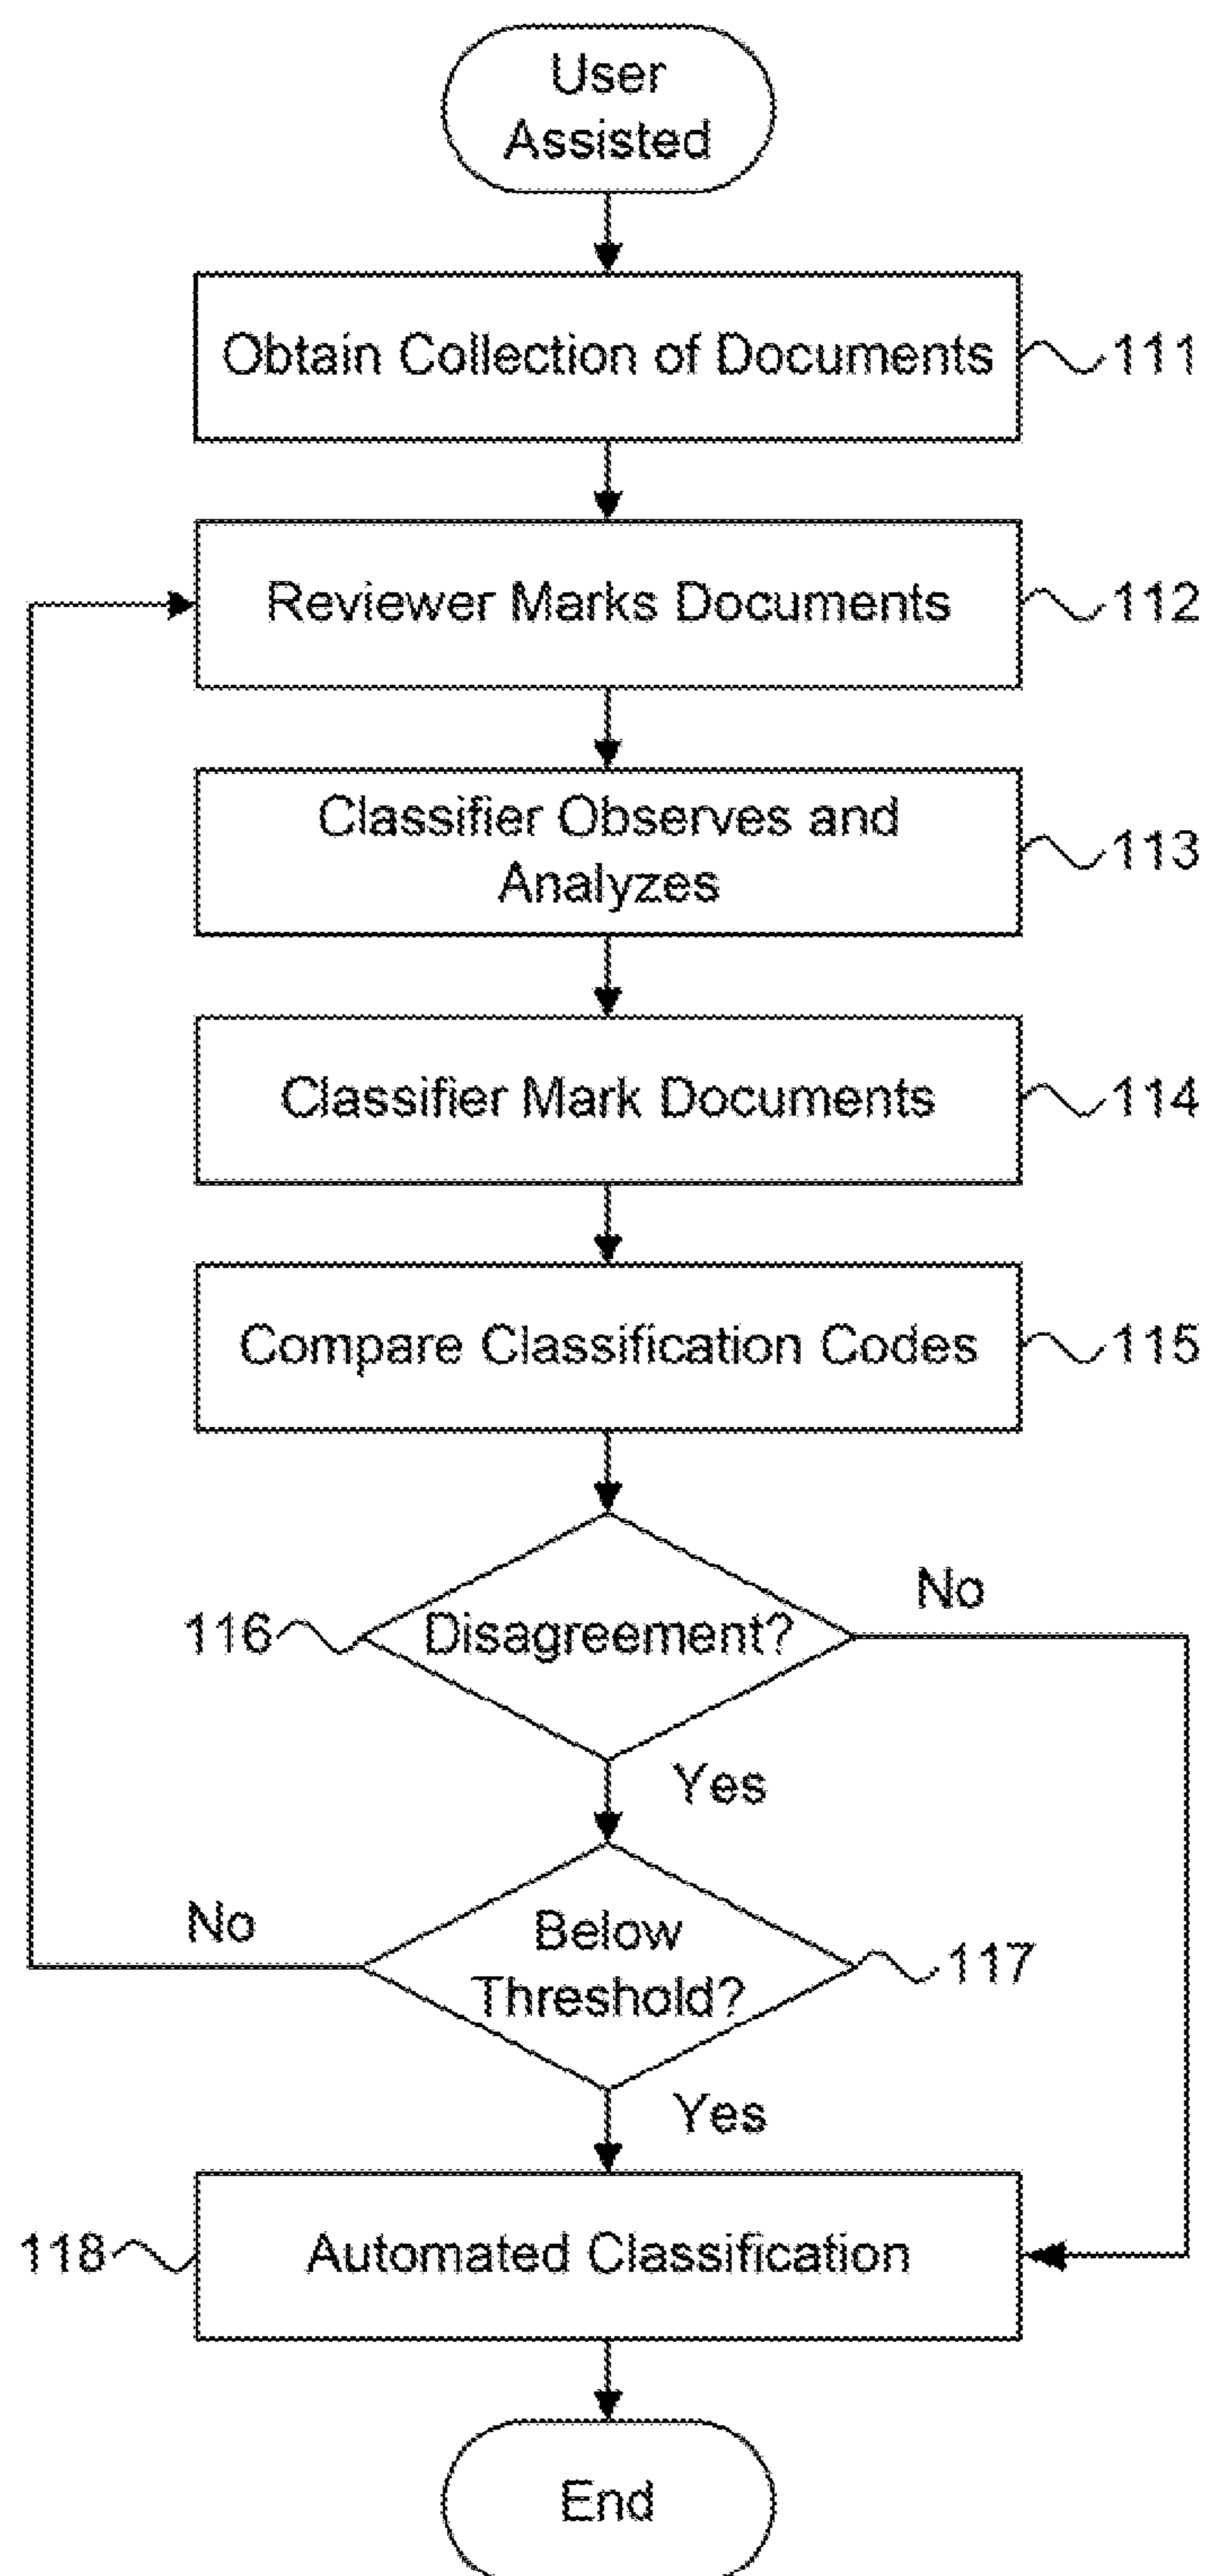 User
Assisted
Obtain Collection of Documents
111
Reviewer Marks Documents
112
Classifier Observes and
Analyzes
113
Classifier Mark Documents
114
Compare Classification Codes
115
No
116
Disagreement?
Yes
No
Below
Threshold?
117
Yes
118
Automated Classification
End